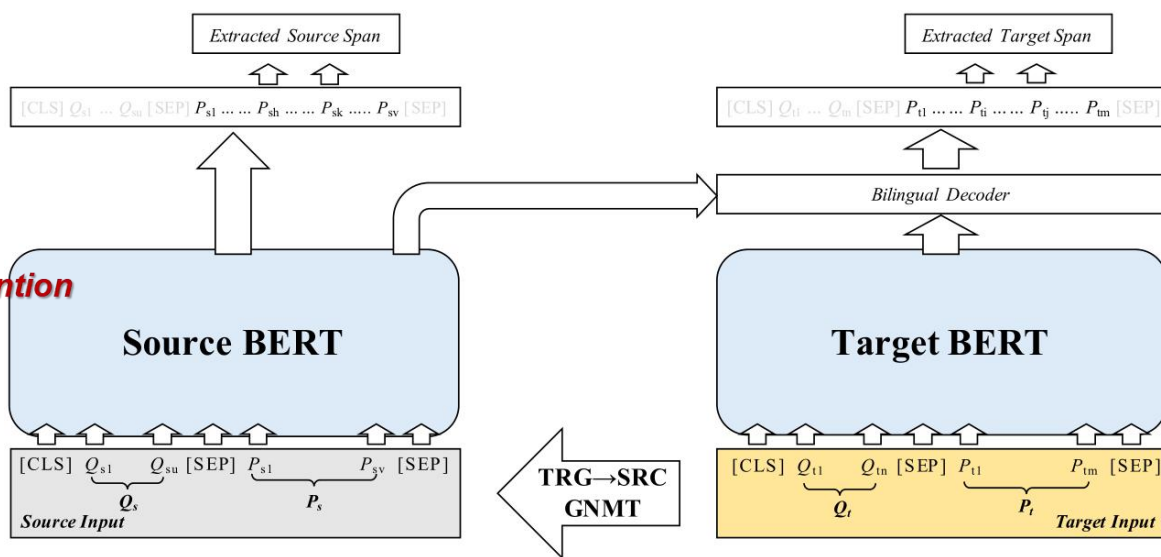 Extracted Source Span
[CLS] Qs1 ... Qsu [SEP] Ps1 ... ... Psh ... ... Psk ..... Psv [SEP]
Extracted Target Span
[CLS] Qt1 ... Qtn [SEP] Pt1 ... ... Pti ... ... Ptj ..... Ptm [SEP]
Bilingual Decoder
Source BERT
Target BERT
[CLS] Qs1 Qsu [SEP] Ps1 Psv [SEP]
Qs Ps
Source Input
TRG→SRC
GNMT
[CLS] Qt1 Qtn [SEP] Pt1 Ptm [SEP]
Qt Pt
Target Input